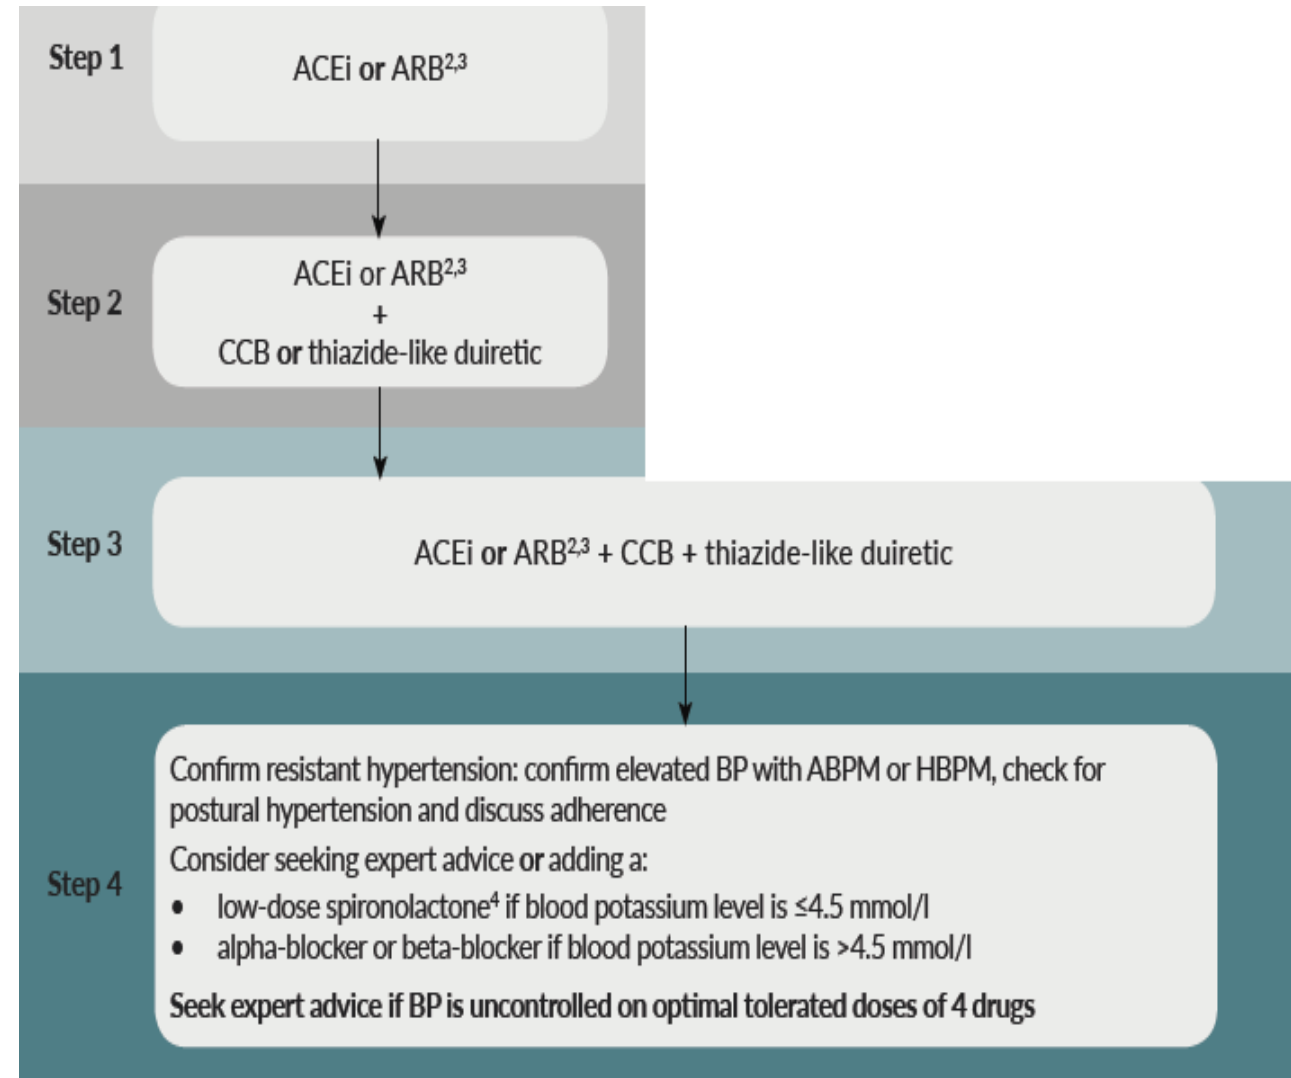 Step 1
ACEi or ARB2,3
Step 2
ACEi or ARB2,3
+
CCB or thiazide-like duiretic
Step 3
ACEi or ARB2,3 + CCB + thiazide-like duiretic
Step 4
Confirm resistant hypertension: confirm elevated BP with ABPM or HBPM, check for
postural hypertension and discuss adherence
Consider seeking expert advice or adding a:
• low-dose spironolactone4 if blood potassium level is ≤4.5 mmol/l
• alpha-blocker or beta-blocker if blood potassium level is >4.5 mmol/l
Seek expert advice if BP is uncontrolled on optimal tolerated doses of 4 drugs